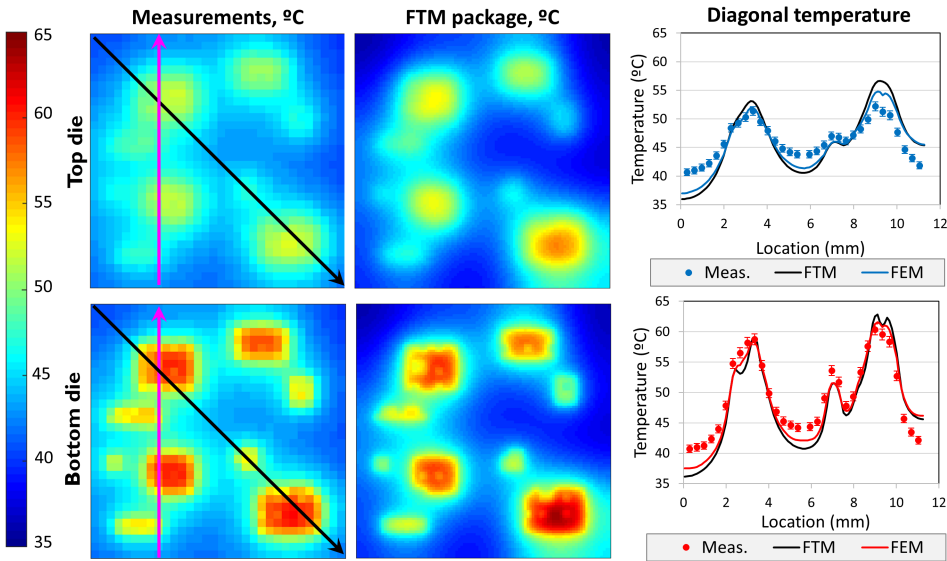 Measurements, ºC
FTM package, ºC
Diagonal temperature
65
60
55
50
45
40
35
Top die
Bottom die
Temperature (ºC)
65
60
55
50
45
40
35
0 2 4 6 8 10 12
Location (mm)
Meas. FTM FEM
Temperature (ºC)
65
60
55
50
45
40
35
0 2 4 6 8 10 12
Location (mm)
Meas. FTM FEM